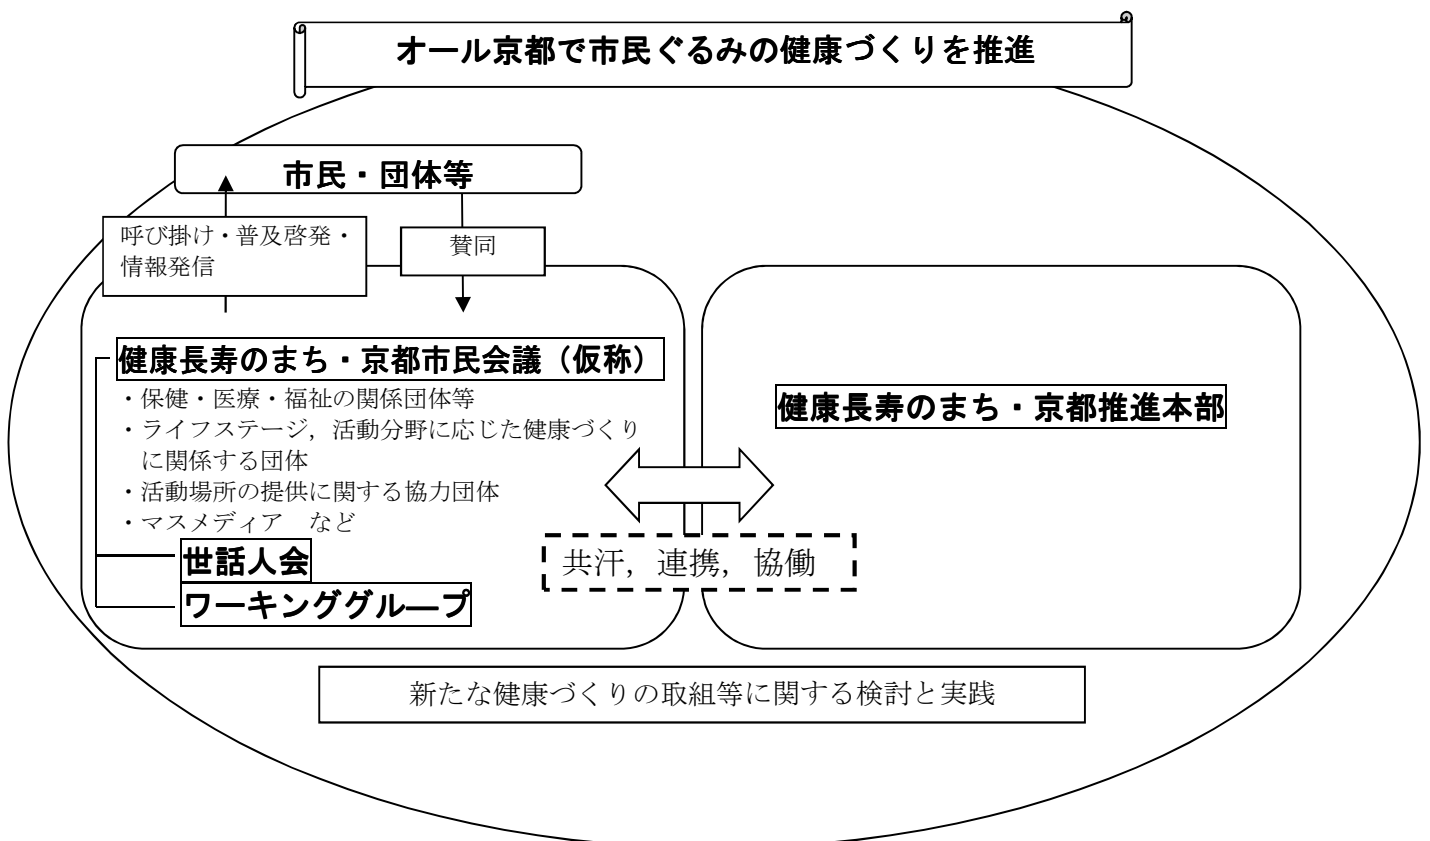 オール京都で市民ぐるみの健康づくりを推進
市民・団体等
呼び掛け・普及啓発・
情報発信
賛同
健康長寿のまち・京都市民会議（仮称）
・保健・医療・福祉の関係団体等
・ライフステージ，活動分野に応じた健康づくり
に関係する団体
・活動場所の提供に関する協力団体
・マスメディア　など
世話人会
ワーキンググループ
健康長寿のまち・京都推進本部
共汗，連携，協働
新たな健康づくりの取組等に関する検討と実践